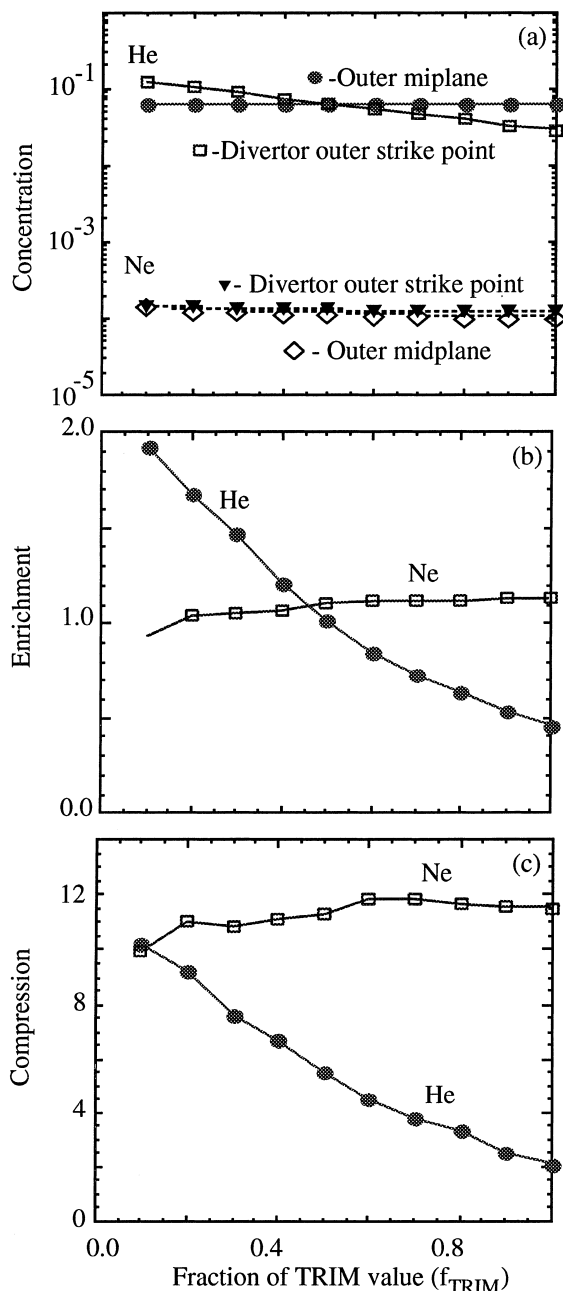 (a)
He
10^-1
-Outer miplane
-Divertor outer strike point
Concentration
10^-3
Ne
- Divertor outer strike point
- Outer midplane
10^-5
2.0
(b)
He
Ne
Enrichment
1.0
0.0
(c)
12
Ne
Compression
8
4
He
0
0.0 0.4 0.8
Fraction of TRIM value (f_TRIM)